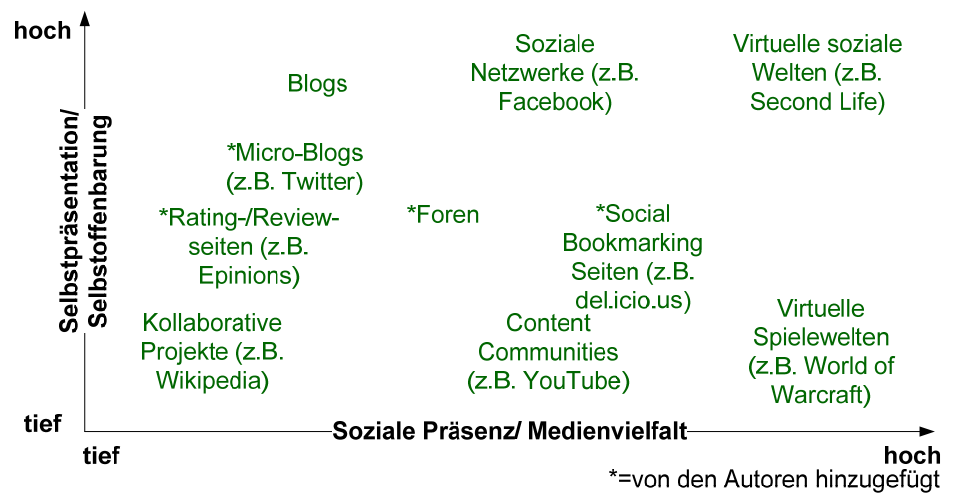 hoch
Selbstpräsentation/
Selbstoffenbarung
tief
Blogs
Soziale
Netzwerke (z.B.
Facebook)
Virtuelle soziale
Welten (z.B.
Second Life)
*Micro-Blogs
(z.B. Twitter)
*Rating-/Review-
seiten (z.B.
Epinions)
*Foren
*Social
Bookmarking
Seiten (z.B.
del.icio.us)
Kollaborative
Projekte (z.B.
Wikipedia)
Content
Communities
(z.B. YouTube)
Virtuelle
Spielewelten
(z.B. World of
Warcraft)
Soziale Präsenz/ Medienvielfalt
tief
hoch
*=von den Autoren hinzugefügt